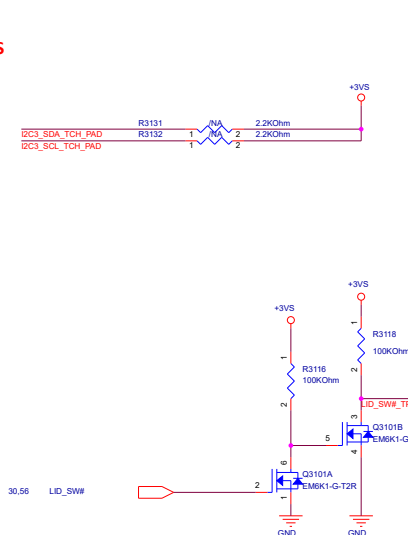 S
+3VS
R3131 /NA 2.2KOhm
I2C3_SDA_TCH_PAD 1 2
R3132 /NA 2.2KOhm
I2C3_SCL_TCH_PAD 1 2
+3VS
+3VS
1
1
R3118
R3116
100KOhm
2
100KOhm
2
LID_SW#_TP
3
Q3101B
5
EM6K1-G
4
6
Q3101A
2
EM6K1-G-T2R
30,56 LID_SW#
1
GND
GND